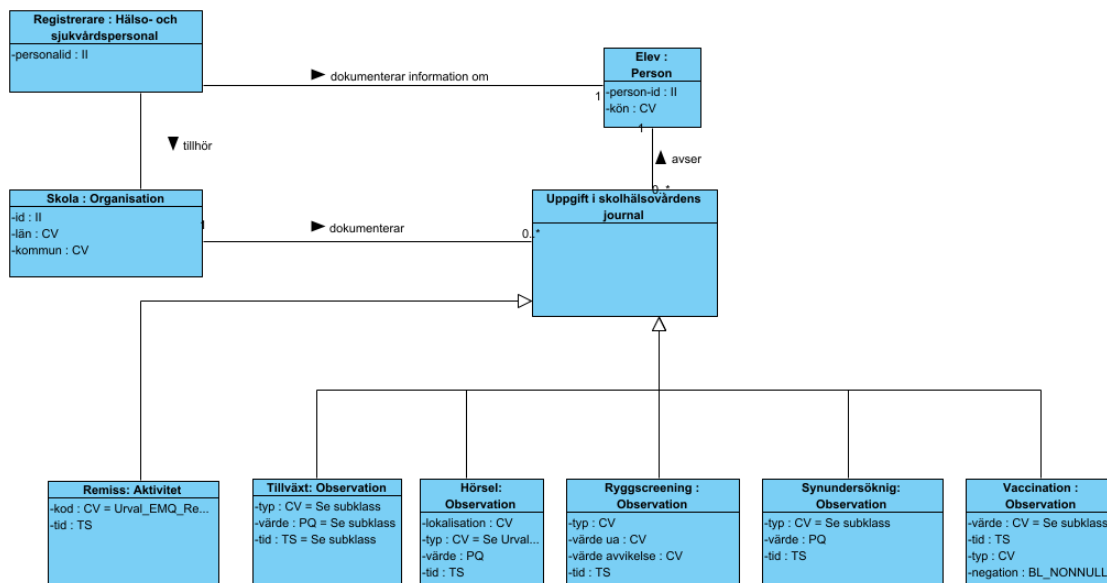 Registrerare : Hälso- och
sjukvårdspersonal
-personalid : II
dokumenterar information om
1
Elev :
Person
-person-id : II
-kön : CV
1
tillhör
avser
0..*
Skola : Organisation
-id : II
-län : CV
-kommun : CV
1
dokumenterar
0..*
Uppgift i skolhälsovårdens
journal
Remiss: Aktivitet
-kod : CV = Urval_EMQ_Re...
-tid : TS
Tillväxt: Observation
-typ : CV = Se subklass
-värde : PQ = Se subklass
-tid : TS = Se subklass
Hörsel:
Observation
-lokalisation : CV
-typ : CV = Se Urval...
-värde : PQ
-tid : TS
Ryggscreening :
Observation
-typ : CV
-värde ua : CV
-värde avvikelse : CV
-tid : TS
Synundersöknig:
Observation
-typ : CV = Se subklass
-värde : PQ
-tid : TS
Vaccination :
Observation
-värde : CV = Se subklass
-tid : TS
-typ : CV
-negation : BL_NONNULL